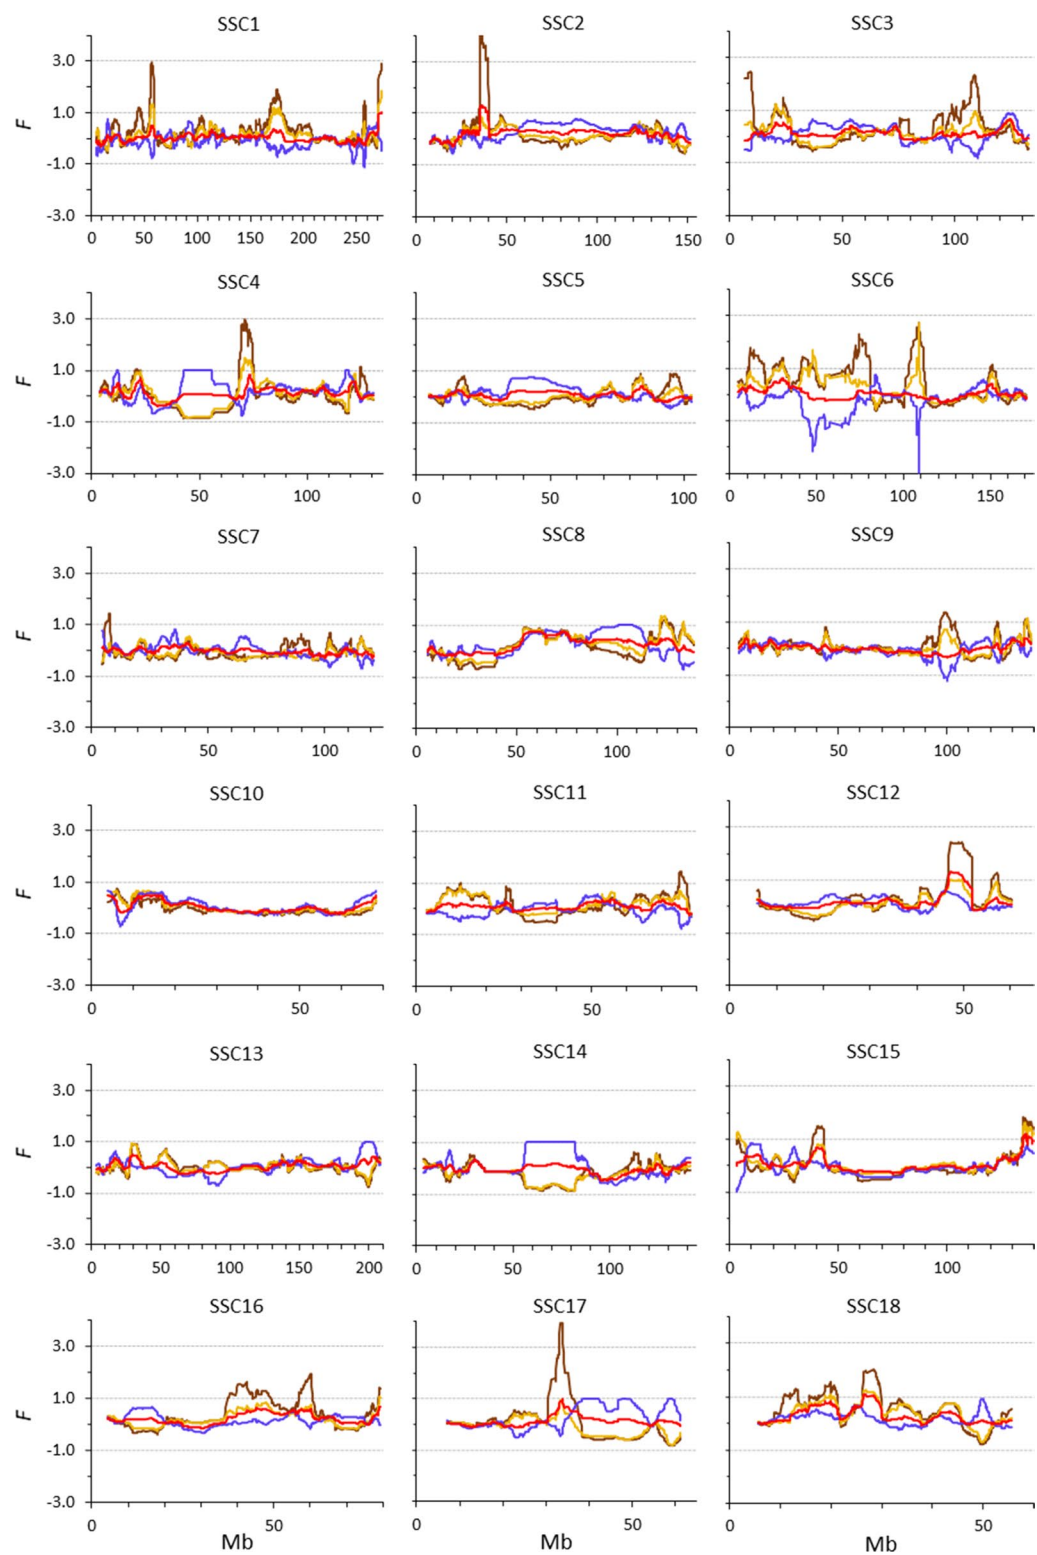 SSC1 SSC2 SSC3
F
3.0
1.0
-1.0
-3.0
0 50 100 150 200 250 0 50 100 150 0 50 100
SSC4 SSC5 SSC6
F
3.0
1.0
-1.0
-3.0
0 50 100 0 50 100 0 50 100 150
SSC7 SSC8 SSC9
F
3.0
1.0
-1.0
-3.0
0 50 100 0 50 100 0 50 100
SSC10 SSC11 SSC12
F
3.0
1.0
-1.0
-3.0
0 50 0 50 0 50
SSC13 SSC14 SSC15
F
3.0
1.0
-1.0
-3.0
0 50 100 150 200 0 50 100 0 50 100
SSC16 SSC17 SSC18
F
3.0
1.0
-1.0
-3.0
0 50 0 50 0 50
Mb Mb Mb